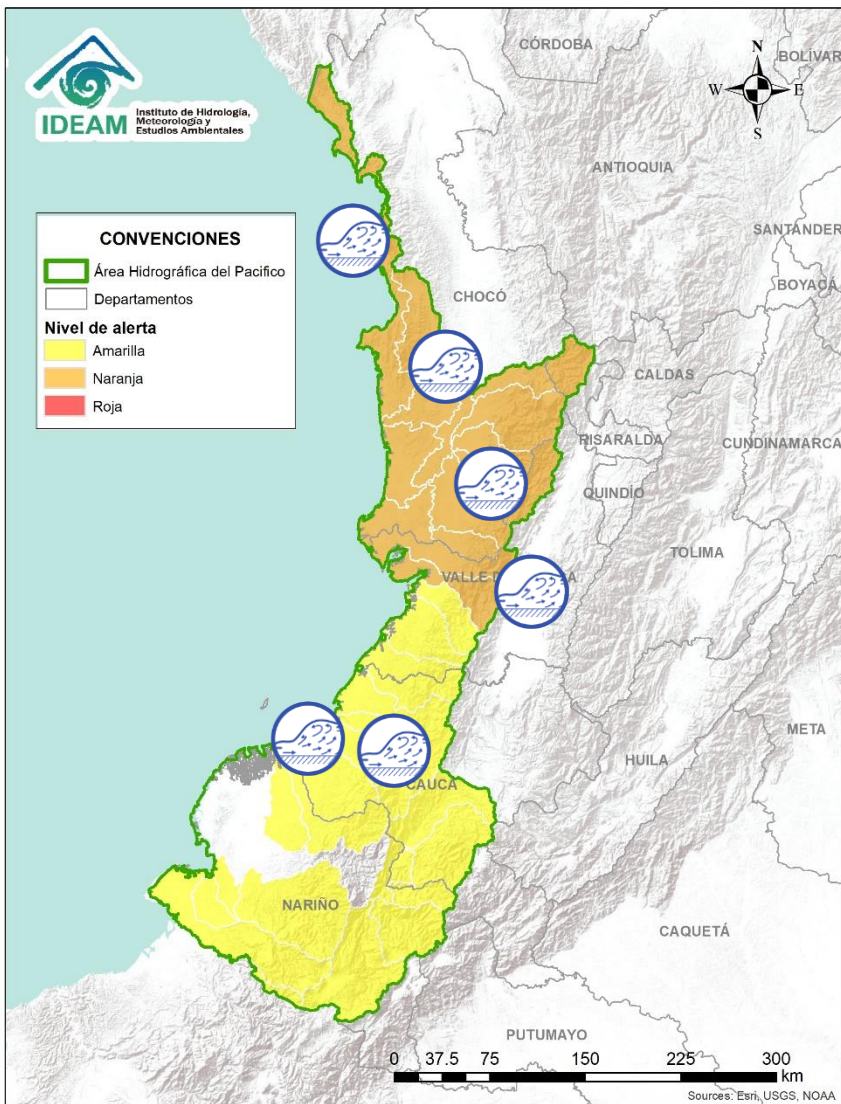 IDEAM
Instituto de Hidrología,
Meteorología y
Estudios Ambientales
CONVENCIONES
Área Hidrográfica del Pacifico
Departamentos
Nivel de alerta
Amarilla
Naranja
Roja
N
W
E
S
CÓRDOBA
BOLÍVAR
ANTIOQUIA
SANTANDER
BOYACÁ
CHOCÓ
CALDAS
RISARALDA
CUNDINAMARCA
QUINDÍO
TOLIMA
VALLE D
A
META
HUILA
CAUCA
NARIÑO
CAQUETÁ
PUTUMAYO
0 37.5 75 150 225 300
km
Sources: Esri, USGS, NOAA